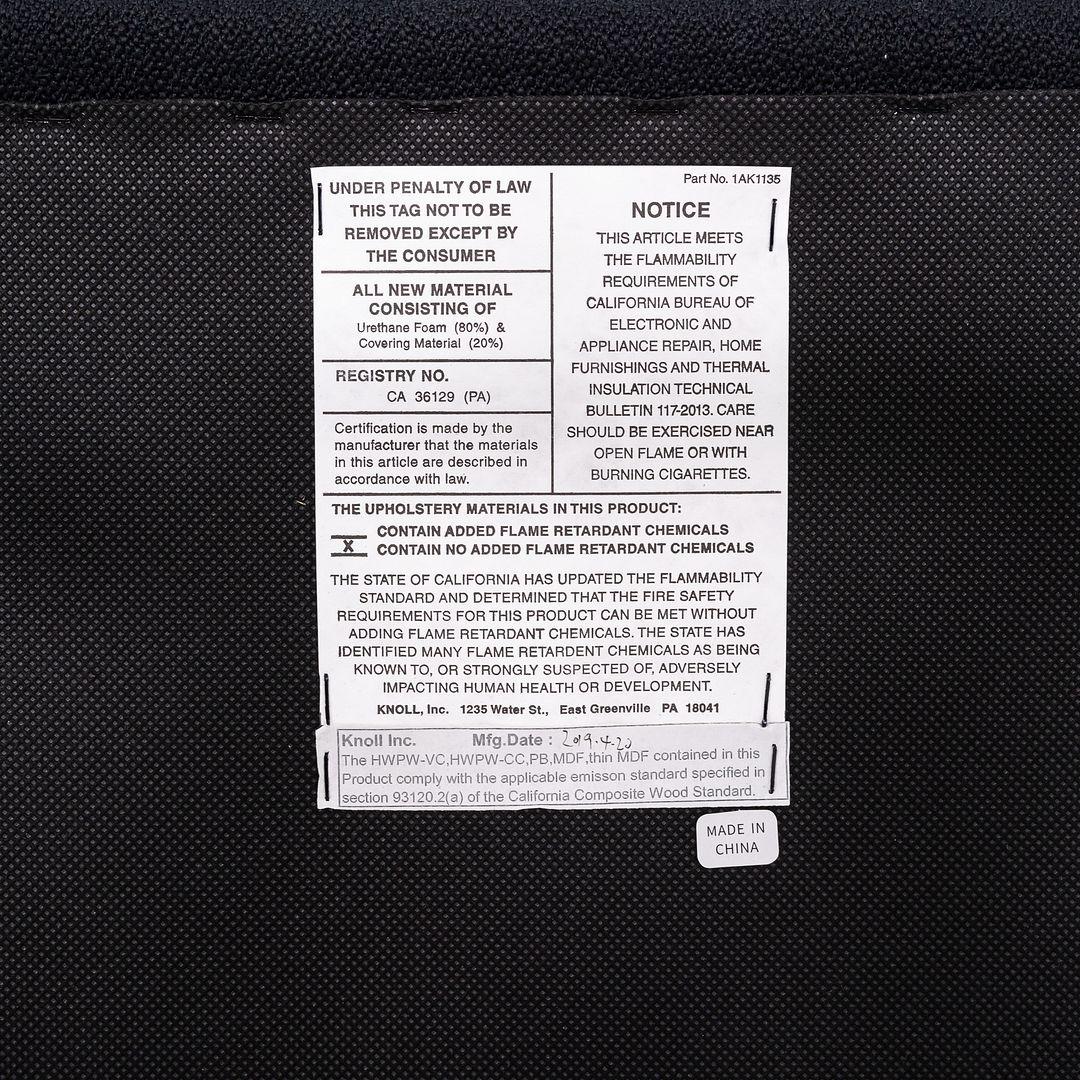 UNDER PENALTY OF LAW
THIS TAG NOT TO BE
REMOVED EXCEPT BY
THE CONSUMER
ALL NEW MATERIAL
CONSISTING OF
Urethane Foam (80%) &
Covering Material (20%)
REGISTRY NO.
CA 36129 (PA)
Certification is made by the
manufacturer that the materials
in this article are described in
accordance with law.
Part No. 1AK1135
NOTICE
THIS ARTICLE MEETS
THE FLAMMABILITY
REQUIREMENTS OF
CALIFORNIA BUREAU OF
ELECTRONIC AND
APPLIANCE REPAIR, HOME
FURNISHINGS AND THERMAL
INSULATION TECHNICAL
BULLETIN 117-2013. CARE
SHOULD BE EXERCISED NEAR
OPEN FLAME OR WITH
BURNING CIGARETTES.
THE UPHOLSTERY MATERIALS IN THIS PRODUCT:
CONTAIN ADDED FLAME RETARDANT CHEMICALS
X CONTAIN NO ADDED FLAME RETARDANT CHEMICALS
THE STATE OF CALIFORNIA HAS UPDATED THE FLAMMABILITY
STANDARD AND DETERMINED THAT THE FIRE SAFETY
REQUIREMENTS FOR THIS PRODUCT CAN BE MET WITHOUT
ADDING FLAME RETARDANT CHEMICALS. THE STATE HAS
IDENTIFIED MANY FLAME RETARDENT CHEMICALS AS BEING
KNOWN TO, OR STRONGLY SUSPECTED OF, ADVERSELY
IMPACTING HUMAN HEALTH OR DEVELOPMENT.
KNOLL, Inc. 1235 Water St., East Greenville PA 18041
Knoll Inc. Mfg.Date : 2019.4.20
The HWPW-VC,HWPW-CC,PB,MDF,thin MDF contained in this
Product comply with the applicable emisson standard specified in
section 93120.2(a) of the California Composite Wood Standard.
MADE IN
CHINA